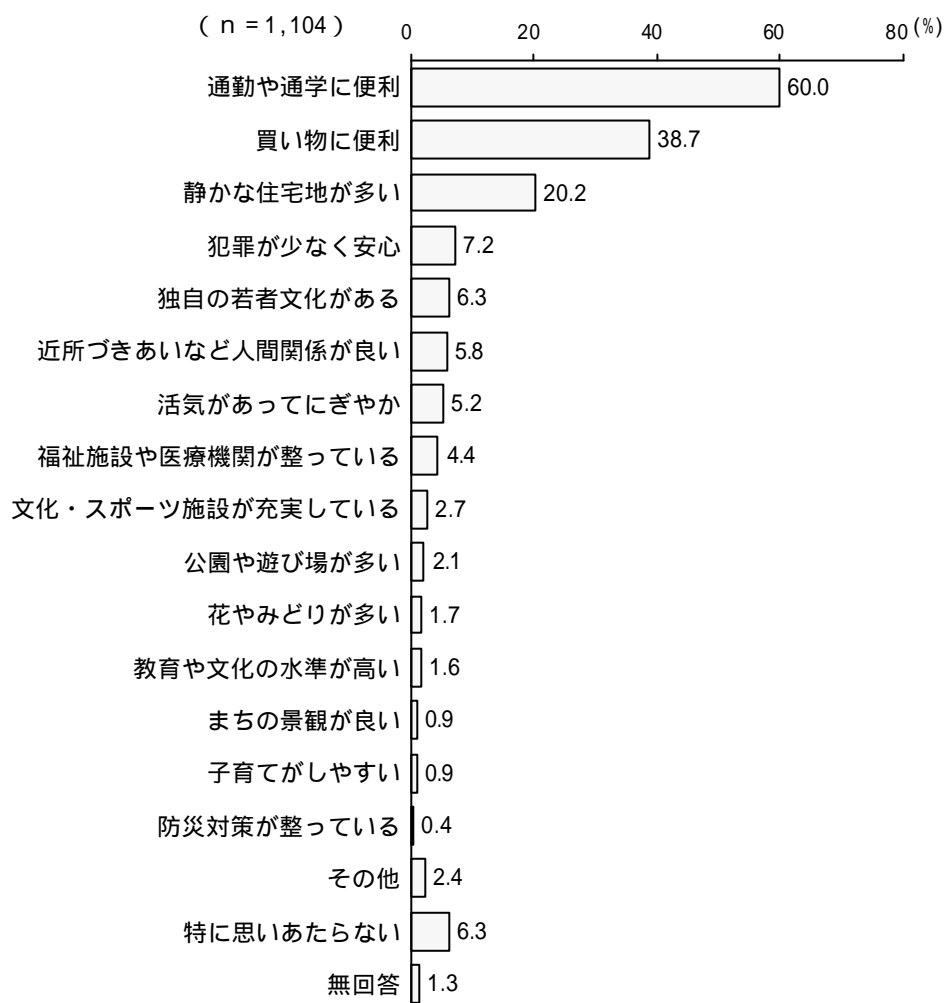 (n=1,104) 0 20 40 60 80 (%)
通勤や通学に便利 60.0
買い物に便利 38.7
静かな住宅地が多い 20.2
犯罪が少なく安心 7.2
独自の若者文化がある 6.3
近所づきあいなど人間関係が良い 5.8
活気があってにぎやか 5.2
福祉施設や医療機関が整っている 4.4
文化・スポーツ施設が充実している 2.7
公園や遊び場が多い 2.1
花やみどりが多い 1.7
教育や文化の水準が高い 1.6
まちの景観が良い 0.9
子育てがしやすい 0.9
防災対策が整っている 0.4
その他 2.4
特に思いあたらない 6.3
無回答 1.3